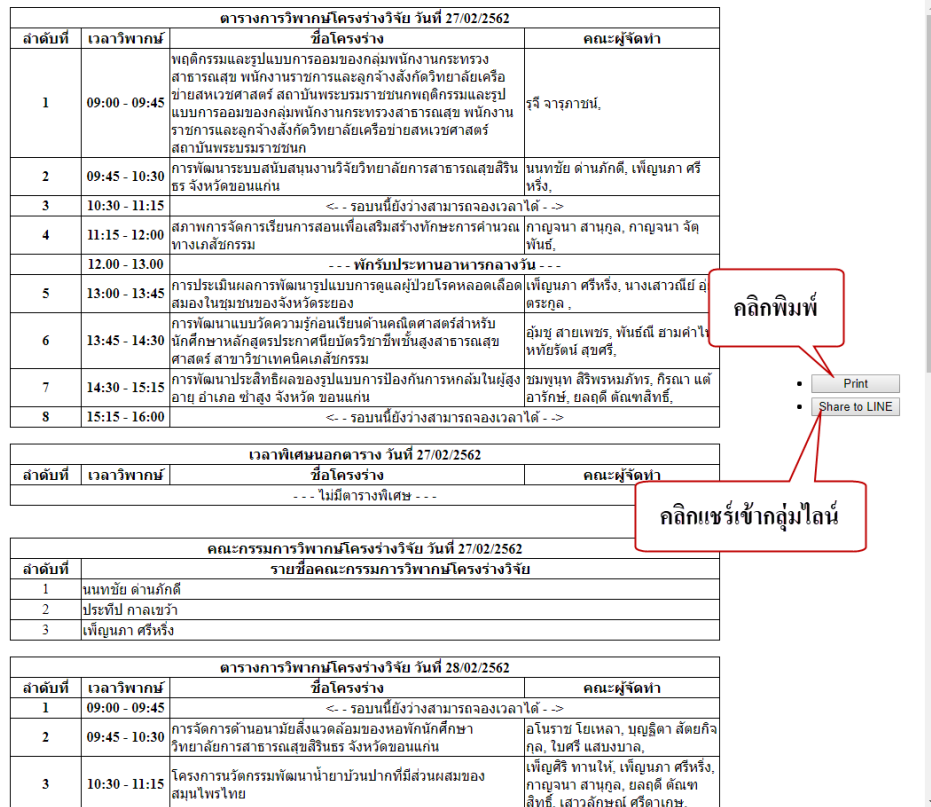 ตารางการวิพากษ์โครงร่างวิจัย วันที่ 27/02/2562
ลำดับที่ เวลาวิพากษ์ ชื่อโครงร่าง คณะผู้จัดทำ
1 09:00 - 09:45 พฤติกรรมและรูปแบบการออมของกลุ่มพนักงานกระทรวง
สาธารณสุข พนักงานราชการและลูกจ้างสังกัดวิทยาลัยเครือ
ข่ายสหเวชศาสตร์ สถาบันพระบรมราชชนกพฤติกรรมและรูป
แบบการออมของกลุ่มพนักงานกระทรวงสาธารณสุข พนักงาน
ราชการและลูกจ้างสังกัดวิทยาลัยเครือข่ายสหเวชศาสตร์
สถาบันพระบรมราชชนก
รุจี จารุภาชน์,
2 09:45 - 10:30 การพัฒนาระบบสนับสนุนงานวิจัยวิทยาลัยการสาธารณสุขสิริน
ธร จังหวัดขอนแก่น
นนทชัย ด่านภักดี, เพ็ญนภา ศรี
หริ่ง,
3 10:30 - 11:15 <- - รอบนนี้ยังว่างสามารถจองเวลาได้ - ->
4 11:15 - 12:00 สภาพการจัดการเรียนการสอนเพื่อเสริมสร้างทักษะการคำนวณ
ทางเภสัชกรรม
กาญจนา สานุกูล, กาญจนา จัตุ
พันธ์,
12.00 - 13.00 - - - พักรับประทานอาหารกลางวัน - - -
5 13:00 - 13:45 การประเมินผลการพัฒนารูปแบบการดูแลผู้ป่วยโรคหลอดเลือด
สมองในชุมชนของจังหวัดระยอง
เพ็ญนภา ศรีหริ่ง, นางเสาวณีย์
ตระกูล ,
6 13:45 - 14:30 การพัฒนาแบบวัดความรู้ก่อนเรียนด้านคณิตศาสตร์สำหรับ
นักศึกษาหลักสูตรประกาศนียบัตรวิชาชีพชั้นสูงสาธารณสุข
ศาสตร์ สาขาวิชาเทคนิคเภสัชกรรม
อุ้มชู สายเพชร, พันธ์ณี
หทัยรัตน์ สุขศรี,
7 14:30 - 15:15 การพัฒนาประสิทธิผลของรูปแบบการป้องกันการหกล้มในผู้สูง
อายุ อำเภอ ซำสูง จังหวัด ขอนแก่น
ชมพูนุท สิริพรหมภัทร, กิรณา แต้
อารักษ์, ยลฤดี ตัณฑสิทธิ์,
8 15:15 - 16:00 <- - รอบนนี้ยังว่างสามารถจองเวลาได้ - ->
คลิกพิมพ์
Print
Share to LINE
คลิกแชร์เข้ากลุ่มไลน์
เวลาพิเศษนอกตาราง วันที่ 27/02/2562
ลำดับที่ เวลาวิพากษ์ ชื่อโครงร่าง คณะผู้จัดทำ
- - - ไม่มีตารางพิเศษ - - -
คณะกรรมการวิพากษ์โครงร่างวิจัย วันที่ 27/02/2562
ลำดับที่ รายชื่อคณะกรรมการวิพากษ์โครงร่างวิจัย
1 นนทชัย ด่านภักดี
2 ประทีป กาลเขว้า
3 เพ็ญนภา ศรีหริ่ง
ตารางการวิพากษ์โครงร่างวิจัย วันที่ 28/02/2562
ลำดับที่ เวลาวิพากษ์ ชื่อโครงร่าง คณะผู้จัดทำ
1 09:00 - 09:45 <- - รอบนนี้ยังว่างสามารถจองเวลาได้ - ->
2 09:45 - 10:30 การจัดการด้านอนามัยสิ่งแวดล้อมของหอพักนักศึกษา
วิทยาลัยการสาธารณสุขสิรินธร จังหวัดขอนแก่น
อโนราช โยเหลา, บุญฐิตา สัตยกิจ
กุล, ใบศรี แสบงบาล,
3 10:30 - 11:15 โครงการนวัตกรรมพัฒนาน้ำยาบ้วนปากที่มีส่วนผสมของ
สมุนไพรไทย
เพ็ญศิริ ทานให้, เพ็ญนภา ศรีหริ่ง,
กาญจนา สานุกูล, ยลฤดี ตัณฑ
สิทธิ์, เสาวลักษณ์ ศรีดาเกษ,